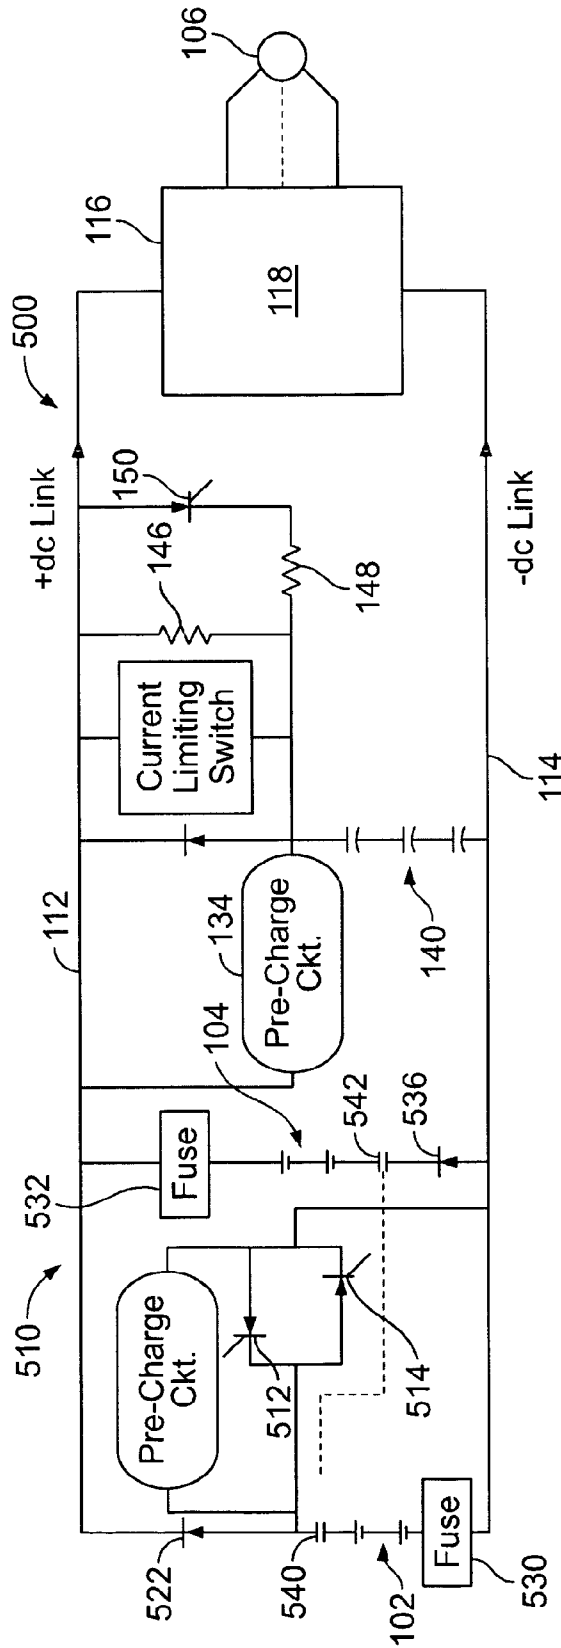 500
+dc Link
112
510
532
Fuse
522
Pre-Charge
Ckt.
512
514
540
102
Fuse
530
104
542
536
134
Pre-Charge
Ckt.
140
Current
Limiting
Switch
146
150
148
116
118
106
-dc Link
114